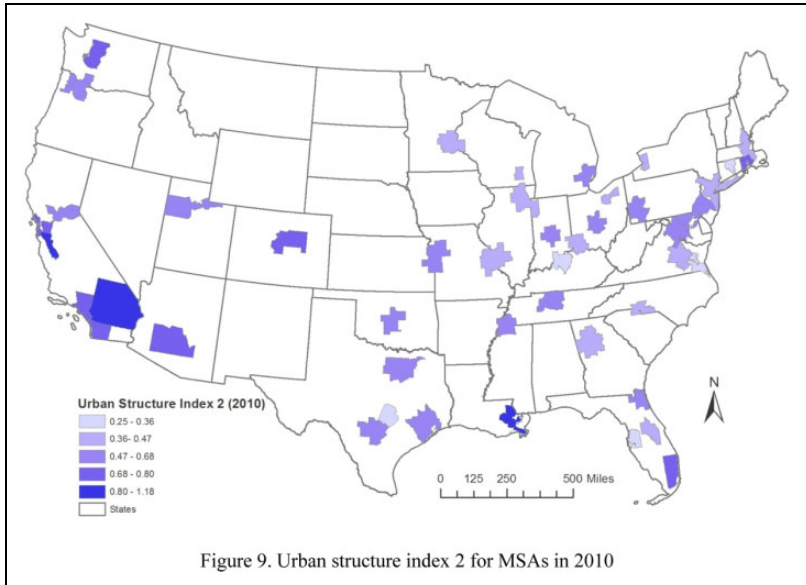 N
Urban Structure Index 2 (2010)
0.25 - 0.36
0.36- 0.47
0.47 - 0.68
0.68 - 0.80
0.80 - 1.18
States
0 125 250 500 Miles
Figure 9. Urban structure index 2 for MSAs in 2010